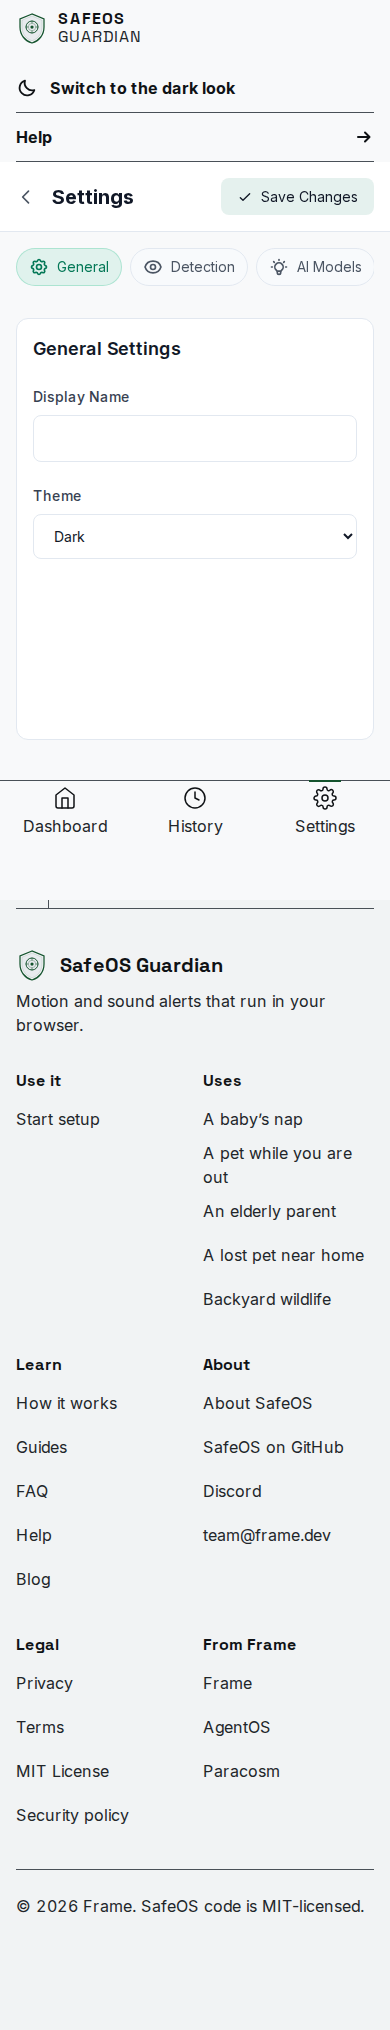 SAFEOS
GUARDIAN
Switch to the dark look
Help
Settings
Save Changes
General
Detection
AI Models
General Settings
Display Name
Theme
Dark
Dashboard
History
Settings
SafeOS Guardian
Motion and sound alerts that run in your
browser.
Use it
Start setup
Uses
A baby’s nap
A pet while you are
out
An elderly parent
A lost pet near home
Backyard wildlife
Learn
How it works
Guides
FAQ
Help
Blog
About
About SafeOS
SafeOS on GitHub
Discord
team@frame.dev
Legal
Privacy
Terms
MIT License
Security policy
From Frame
Frame
AgentOS
Paracosm
© 2026 Frame. SafeOS code is MIT-licensed.